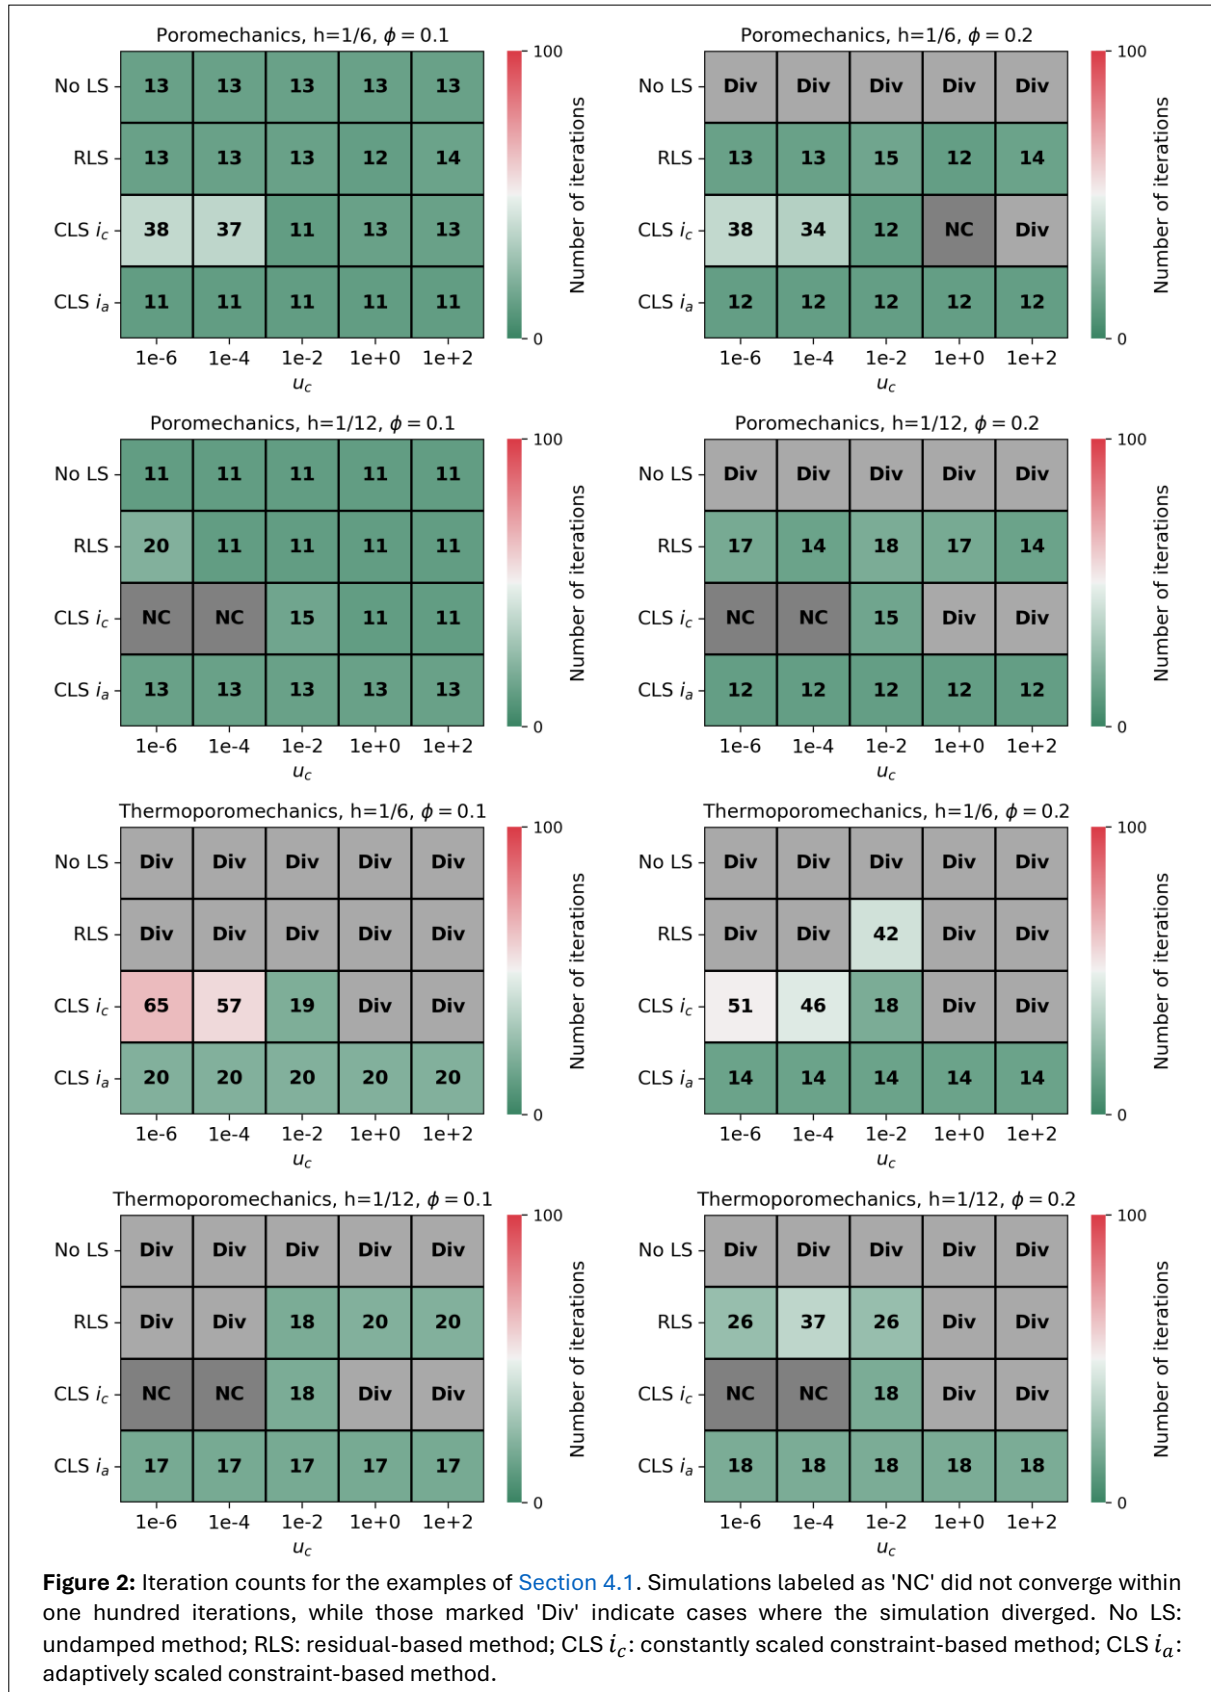 Poromechanics, h=1/6, ϕ = 0.1
No LS 13 13 13 13 13
RLS 13 13 13 12 14
CLS i_c 38 37 11 13 13
CLS i_a 11 11 11 11 11
1e-6 1e-4 1e-2 1e+0 1e+2
u_c
100
0
Number of iterations
Poromechanics, h=1/6, ϕ = 0.2
No LS Div Div Div Div Div
RLS 13 13 15 12 14
CLS i_c 38 34 12 NC Div
CLS i_a 12 12 12 12 12
1e-6 1e-4 1e-2 1e+0 1e+2
u_c
100
0
Number of iterations
Poromechanics, h=1/12, ϕ = 0.1
No LS 11 11 11 11 11
RLS 20 11 11 11 11
CLS i_c NC NC 15 11 11
CLS i_a 13 13 13 13 13
1e-6 1e-4 1e-2 1e+0 1e+2
u_c
100
0
Number of iterations
Poromechanics, h=1/12, ϕ = 0.2
No LS Div Div Div Div Div
RLS 17 14 18 17 14
CLS i_c NC NC 15 Div Div
CLS i_a 12 12 12 12 12
1e-6 1e-4 1e-2 1e+0 1e+2
u_c
100
0
Number of iterations
Thermoporomechanics, h=1/6, ϕ = 0.1
No LS Div Div Div Div Div
RLS Div Div Div Div Div
CLS i_c 65 57 19 Div Div
CLS i_a 20 20 20 20 20
1e-6 1e-4 1e-2 1e+0 1e+2
u_c
100
0
Number of iterations
Thermoporomechanics, h=1/6, ϕ = 0.2
No LS Div Div Div Div Div
RLS Div Div 42 Div Div
CLS i_c 51 46 18 Div Div
CLS i_a 14 14 14 14 14
1e-6 1e-4 1e-2 1e+0 1e+2
u_c
100
0
Number of iterations
Thermoporomechanics, h=1/12, ϕ = 0.1
No LS Div Div Div Div Div
RLS Div Div 18 20 20
CLS i_c NC NC 18 Div Div
CLS i_a 17 17 17 17 17
1e-6 1e-4 1e-2 1e+0 1e+2
u_c
100
0
Number of iterations
Thermoporomechanics, h=1/12, ϕ = 0.2
No LS Div Div Div Div Div
RLS 26 37 26 Div Div
CLS i_c NC NC 18 Div Div
CLS i_a 18 18 18 18 18
1e-6 1e-4 1e-2 1e+0 1e+2
u_c
100
0
Number of iterations
Figure 2: Iteration counts for the examples of Section 4.1. Simulations labeled as 'NC' did not converge within
one hundred iterations, while those marked 'Div' indicate cases where the simulation diverged. No LS:
undamped method; RLS: residual-based method; CLS i_c: constantly scaled constraint-based method; CLS i_a:
adaptively scaled constraint-based method.